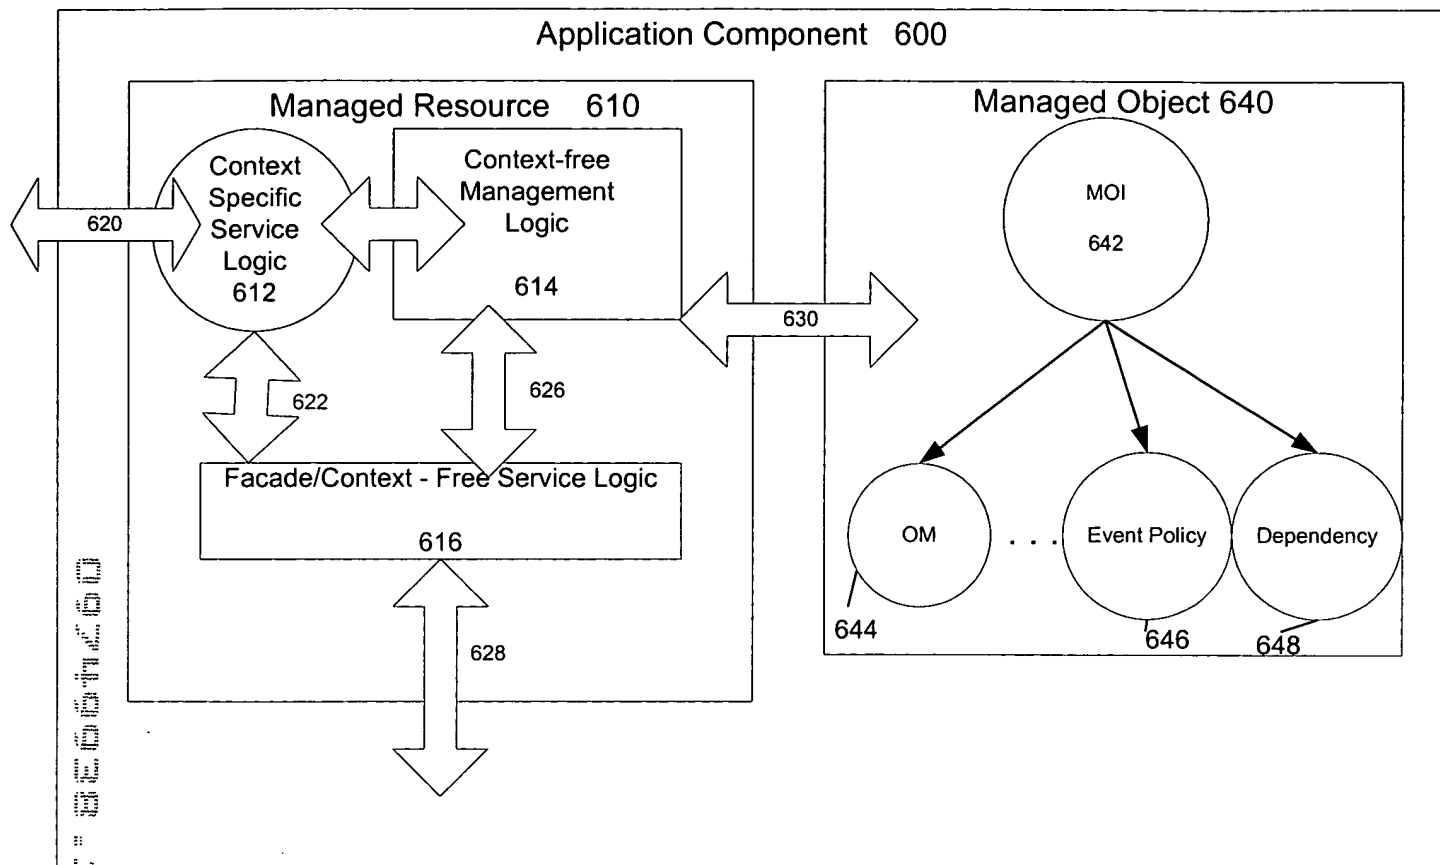 Application Component 600
Managed Resource 610
Managed Object 640
Context
Specific
Service
Logic
612
Context-free
Management
Logic
614
620
MOI
642
630
622
626
Facade/Context - Free Service Logic
616
OM
. . .
Event Policy
Dependency
644
646
648
628